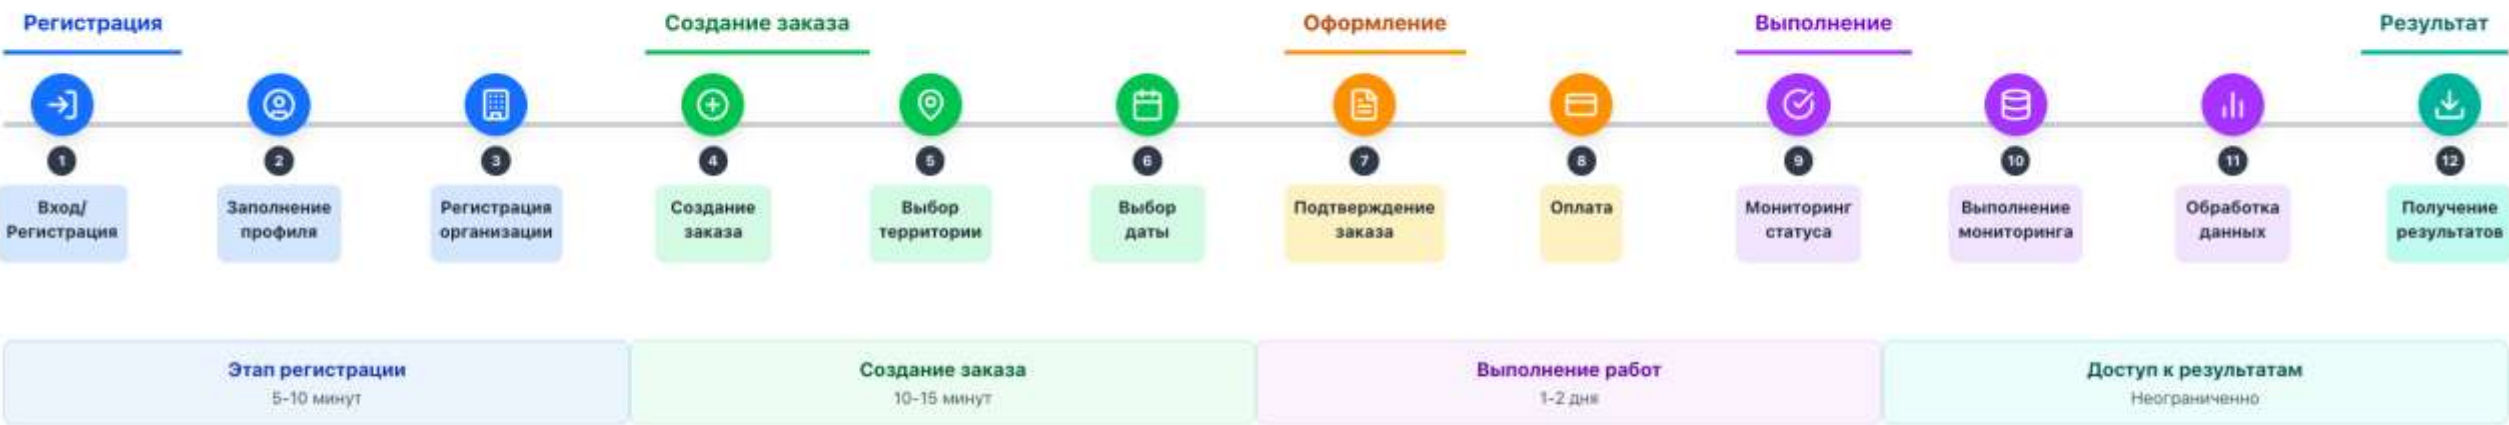 Регистрация
Создание заказа
Оформление
Выполнение
Результат
1
2
3
4
5
6
7
8
9
10
11
12
Вход/
Регистрация
Заполнение
профиля
Регистрация
организации
Создание
заказа
Выбор
территории
Выбор
даты
Подтверждение
заказа
Оплата
Мониторинг
статуса
Выполнение
мониторинга
Обработка
данных
Получение
результатов
Этап регистрации
5-10 минут
Создание заказа
10-15 минут
Выполнение работ
1-2 дня
Доступ к результатам
Неограниченно